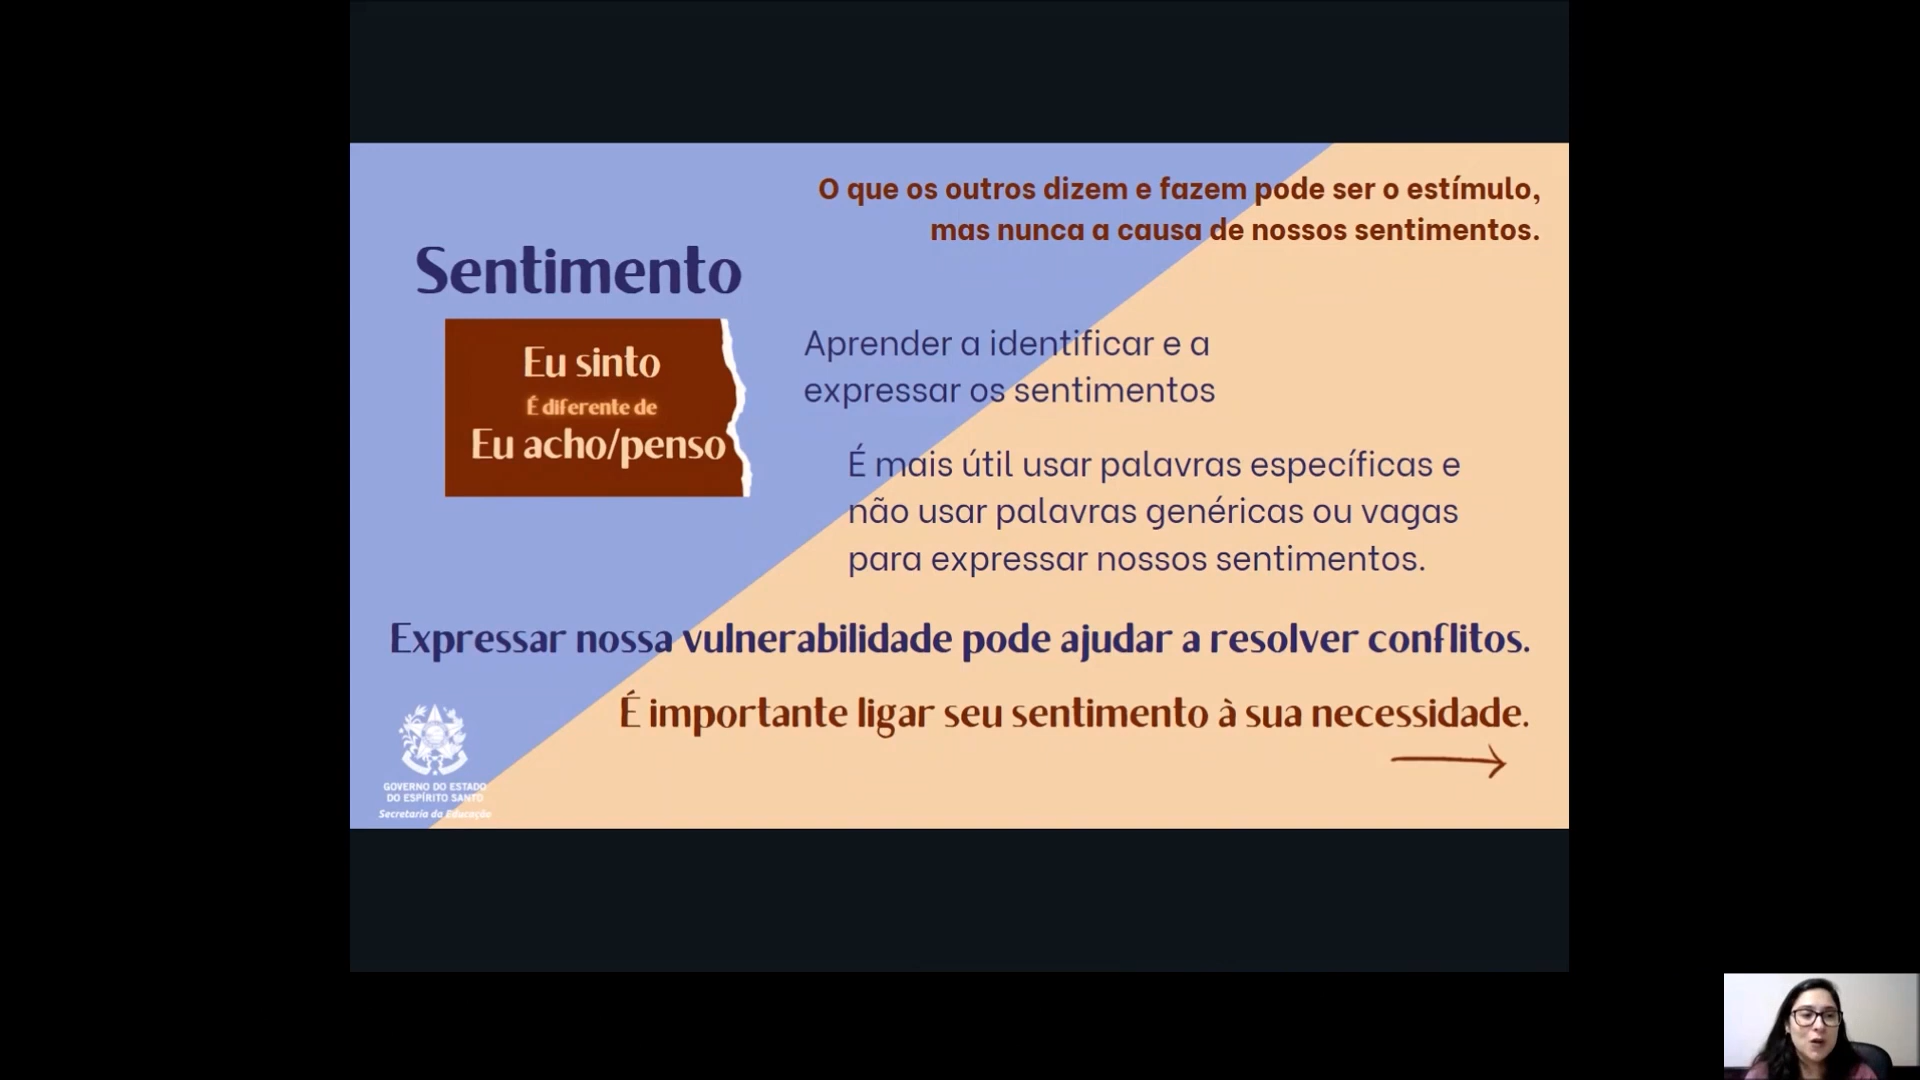 O que os outros dizem e fazem pode ser o estímulo,
mas nunca a causa de nossos sentimentos.
Sentimento
Eu sinto
É diferente de
Eu acho/penso
Aprender a identificar e a
expressar os sentimentos
É mais útil usar palavras específicas e
não usar palavras genéricas ou vagas
para expressar nossos sentimentos.
Expressar nossa vulnerabilidade pode ajudar a resolver conflitos.
É importante ligar seu sentimento à sua necessidade.
GOVERNO DO ESTADO
DO ESPÍRITO SANTO
Secretaria da Educação